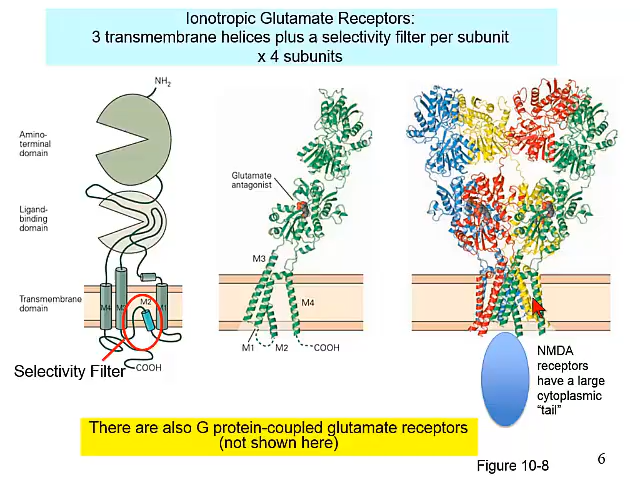 Ionotropic Glutamate Receptors:
3 transmembrane helices plus a selectivity filter per subunit
x 4 subunits
NH2
Amino-
terminal
domain
Glutamate
antagonist
Ligand-
binding
domain
M3
M2
Transmembrane
domain
M4
M1
M4
M1
M2
COOH
Selectivity Filter
COOH
NMDA
receptors
have a large
cytoplasmic
“tail”
There are also G protein-coupled glutamate receptors
(not shown here)
Figure 10-8
6